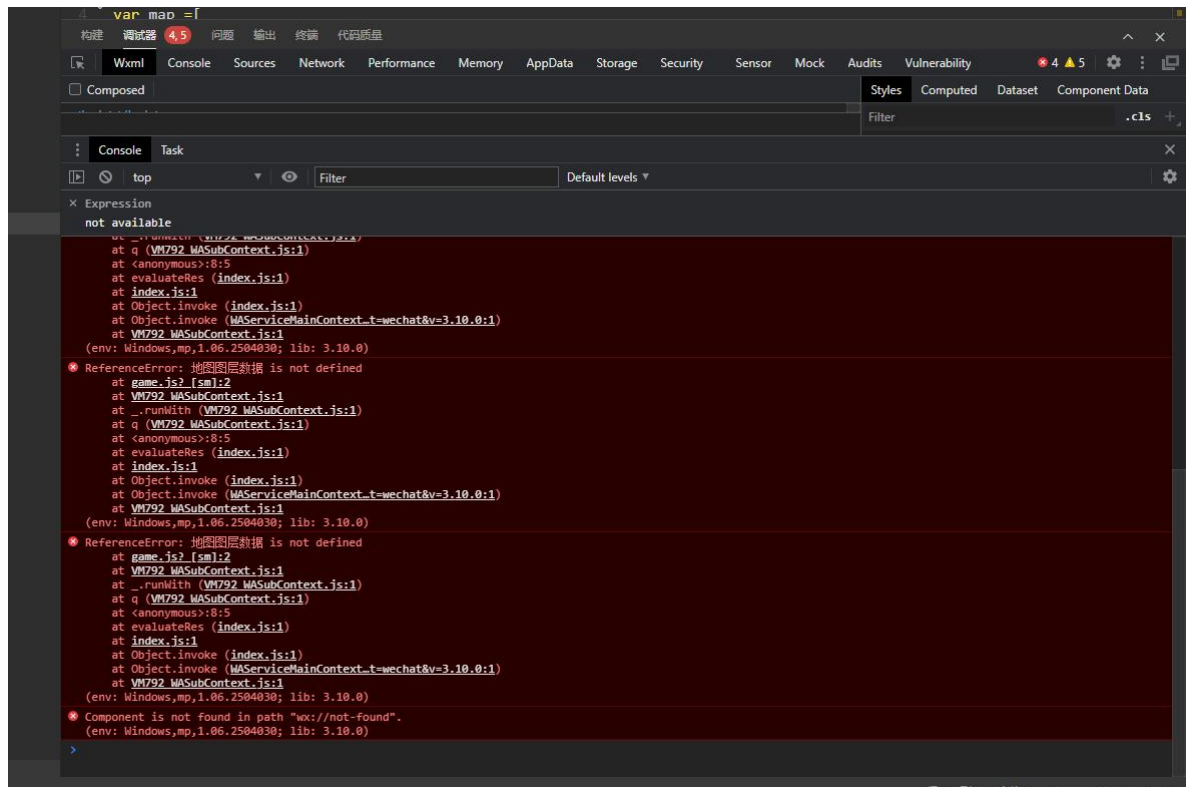 4 var map =[
构建 调试器 4,5 问题 输出 终端 代码质量
Wxml Console Sources Network Performance Memory AppData Storage Security Sensor Mock Audits Vulnerability 4 5
Composed Styles Computed Dataset Component Data
Filter .cls +
Console Task
top Filter Default levels
× Expression
not available
at _.runWith (VM792 WASubContext.js:1)
at q (VM792 WASubContext.js:1)
at <anonymous>:8:5
at evaluateRes (index.js:1)
at index.js:1
at Object.invoke (index.js:1)
at Object.invoke (WAServiceMainContext…t=wechat&v=3.10.0:1)
at VM792 WASubContext.js:1
(env: Windows,mp,1.06.2504030; lib: 3.10.0)
ReferenceError: 地图图层数据 is not defined
at game.js? [sm]:2
at VM792 WASubContext.js:1
at _.runWith (VM792 WASubContext.js:1)
at q (VM792 WASubContext.js:1)
at <anonymous>:8:5
at evaluateRes (index.js:1)
at index.js:1
at Object.invoke (index.js:1)
at Object.invoke (WAServiceMainContext…t=wechat&v=3.10.0:1)
at VM792 WASubContext.js:1
(env: Windows,mp,1.06.2504030; lib: 3.10.0)
ReferenceError: 地图图层数据 is not defined
at game.js? [sm]:2
at VM792 WASubContext.js:1
at _.runWith (VM792 WASubContext.js:1)
at q (VM792 WASubContext.js:1)
at <anonymous>:8:5
at evaluateRes (index.js:1)
at index.js:1
at Object.invoke (index.js:1)
at Object.invoke (WAServiceMainContext…t=wechat&v=3.10.0:1)
at VM792 WASubContext.js:1
(env: Windows,mp,1.06.2504030; lib: 3.10.0)
Component is not found in path "wx://not-found".
(env: Windows,mp,1.06.2504030; lib: 3.10.0)